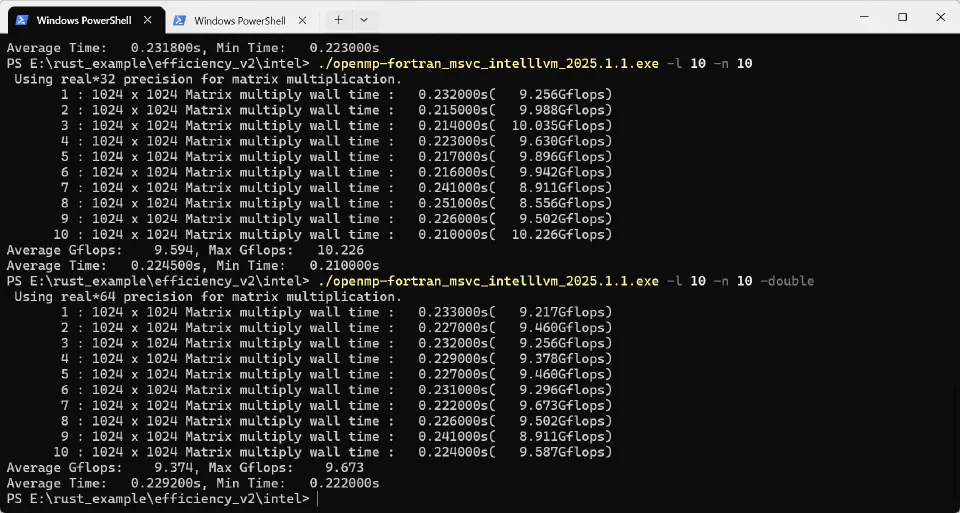 Windows PowerShell
Windows PowerShell
Average Time:   0.231800s, Min Time:   0.223000s
PS E:\rust_example\efficiency_v2\intel> ./openmp-fortran_msvc_intelllvm_2025.1.1.exe -l 10 -n 10
 Using real*32 precision for matrix multiplication.
       1 : 1024 x 1024 Matrix multiply wall time :   0.232000s(   9.256Gflops)
       2 : 1024 x 1024 Matrix multiply wall time :   0.215000s(   9.988Gflops)
       3 : 1024 x 1024 Matrix multiply wall time :   0.214000s(  10.035Gflops)
       4 : 1024 x 1024 Matrix multiply wall time :   0.223000s(   9.630Gflops)
       5 : 1024 x 1024 Matrix multiply wall time :   0.217000s(   9.896Gflops)
       6 : 1024 x 1024 Matrix multiply wall time :   0.216000s(   9.942Gflops)
       7 : 1024 x 1024 Matrix multiply wall time :   0.241000s(   8.911Gflops)
       8 : 1024 x 1024 Matrix multiply wall time :   0.251000s(   8.556Gflops)
       9 : 1024 x 1024 Matrix multiply wall time :   0.226000s(   9.502Gflops)
      10 : 1024 x 1024 Matrix multiply wall time :   0.210000s(  10.226Gflops)
Average Gflops:    9.594, Max Gflops:   10.226
Average Time:   0.224500s, Min Time:   0.210000s
PS E:\rust_example\efficiency_v2\intel> ./openmp-fortran_msvc_intelllvm_2025.1.1.exe -l 10 -n 10 -double
 Using real*64 precision for matrix multiplication.
       1 : 1024 x 1024 Matrix multiply wall time :   0.233000s(   9.217Gflops)
       2 : 1024 x 1024 Matrix multiply wall time :   0.227000s(   9.460Gflops)
       3 : 1024 x 1024 Matrix multiply wall time :   0.232000s(   9.256Gflops)
       4 : 1024 x 1024 Matrix multiply wall time :   0.229000s(   9.378Gflops)
       5 : 1024 x 1024 Matrix multiply wall time :   0.227000s(   9.460Gflops)
       6 : 1024 x 1024 Matrix multiply wall time :   0.231000s(   9.296Gflops)
       7 : 1024 x 1024 Matrix multiply wall time :   0.222000s(   9.673Gflops)
       8 : 1024 x 1024 Matrix multiply wall time :   0.226000s(   9.502Gflops)
       9 : 1024 x 1024 Matrix multiply wall time :   0.241000s(   8.911Gflops)
      10 : 1024 x 1024 Matrix multiply wall time :   0.224000s(   9.587Gflops)
Average Gflops:    9.374, Max Gflops:    9.673
Average Time:   0.229200s, Min Time:   0.222000s
PS E:\rust_example\efficiency_v2\intel>